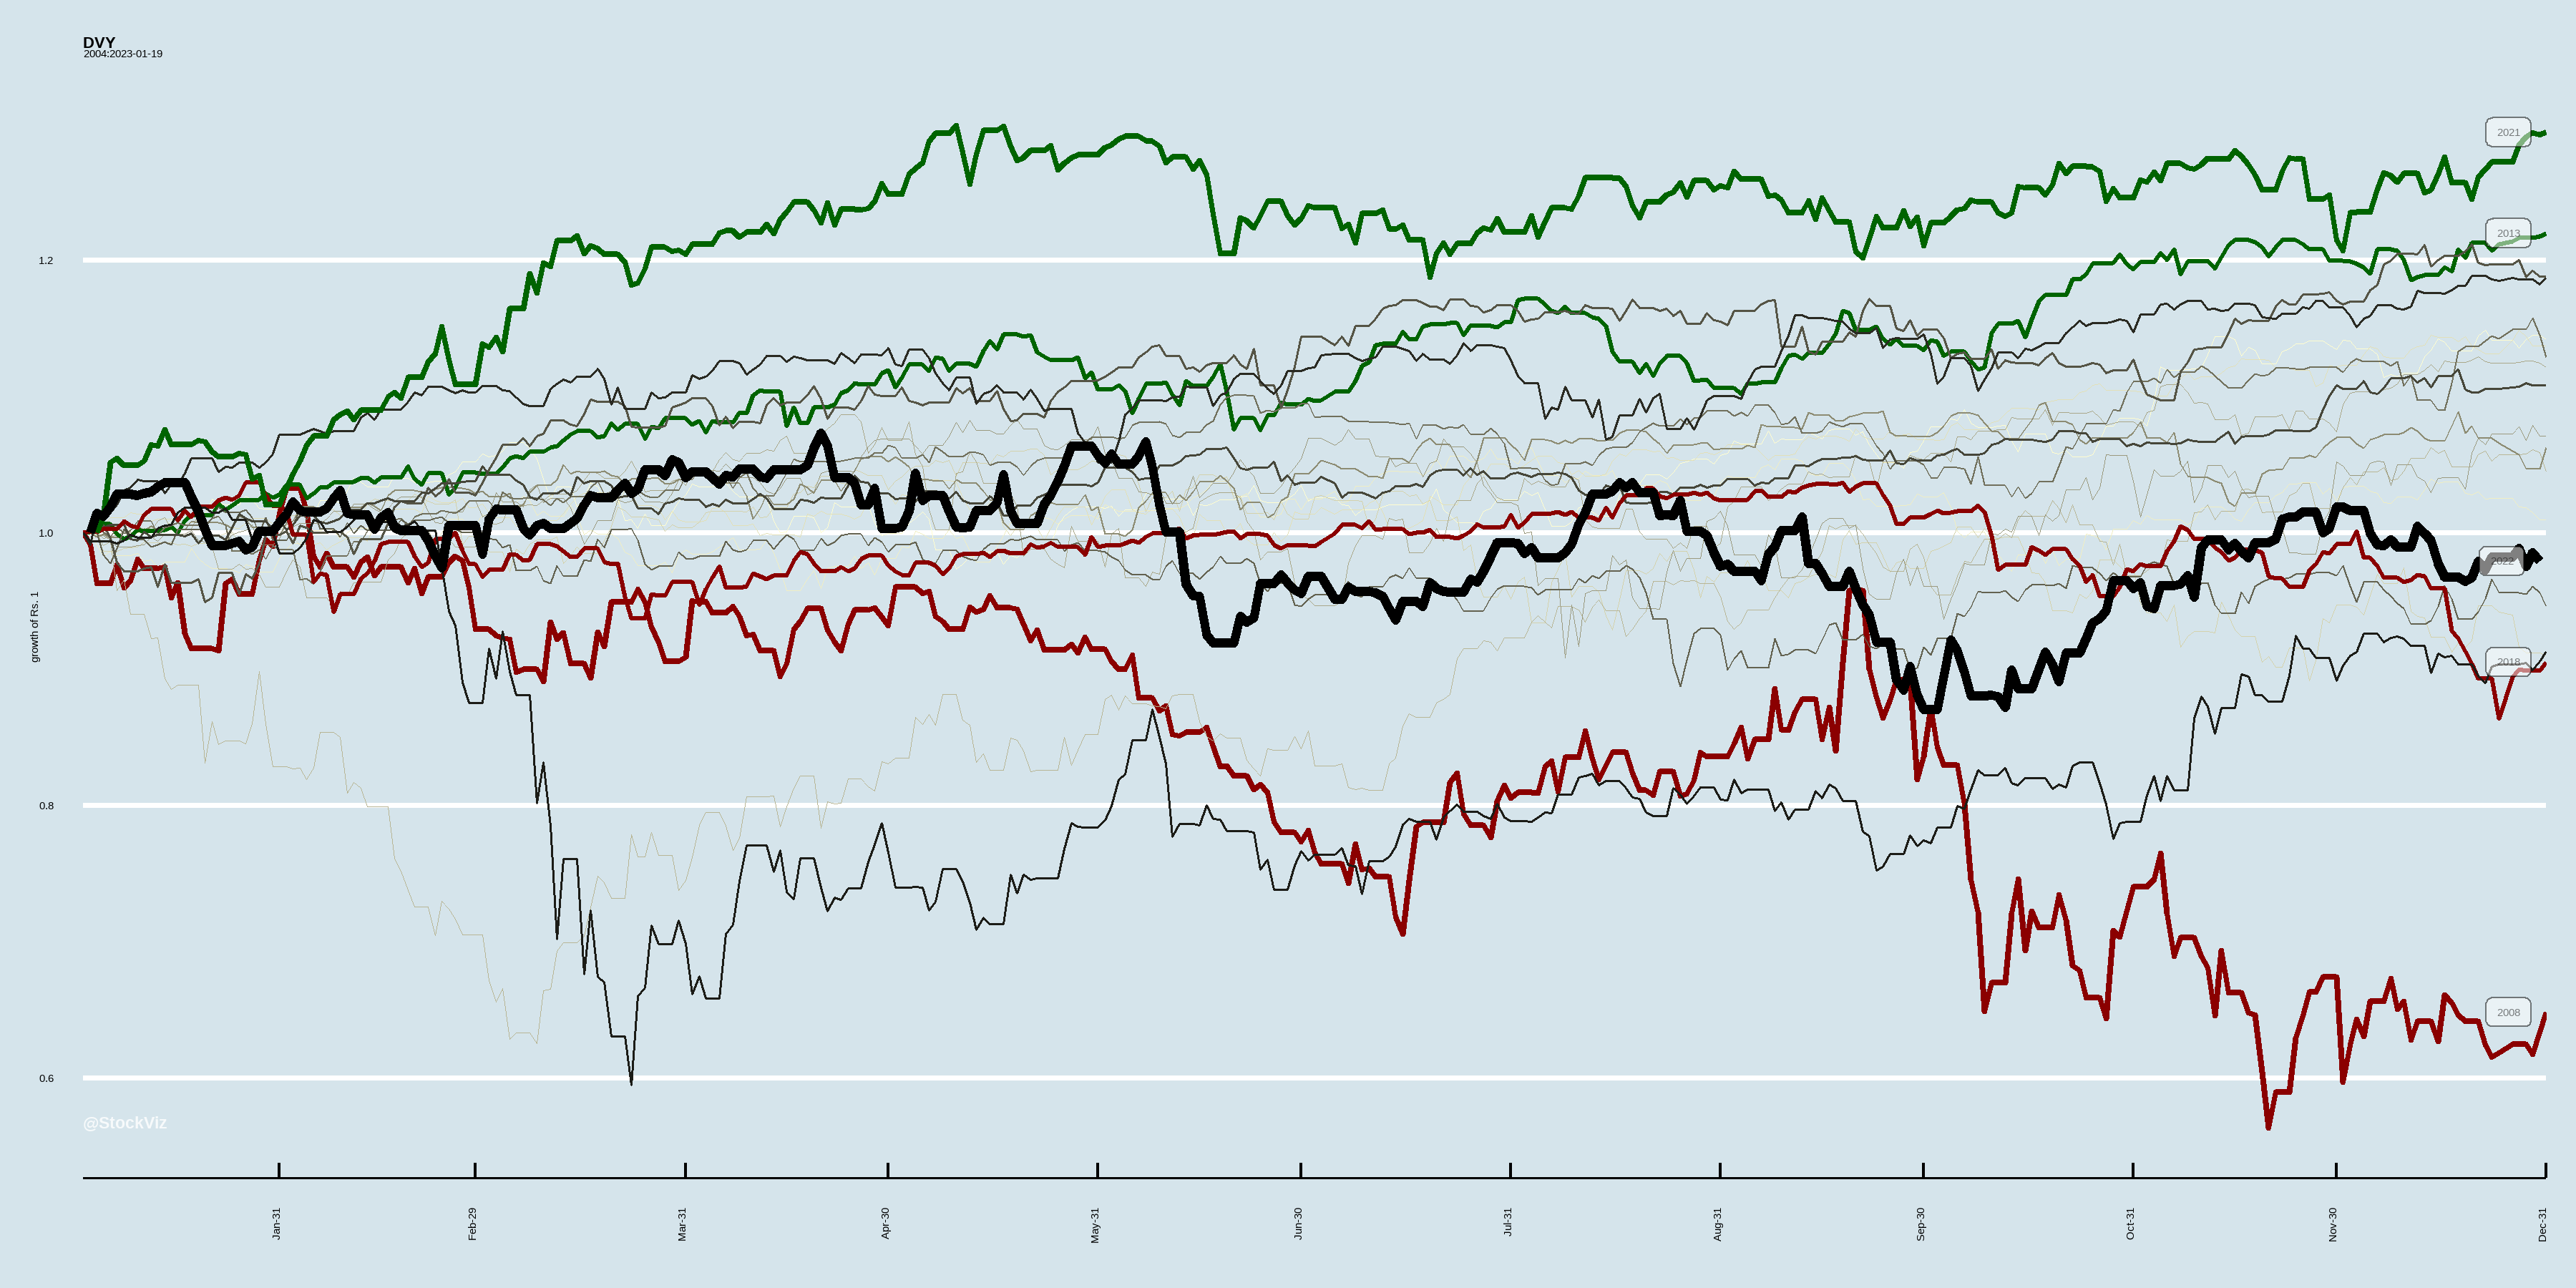 DVY
2004:2023-01-19
2021
2013
1.2
1.0
2022
growth of Rs. 1
2018
0.8
2008
0.6
@StockViz
Jan-31
Feb-29
Mar-31
Apr-30
May-31
Jun-30
Jul-31
Aug-31
Sep-30
Oct-31
Nov-30
Dec-31